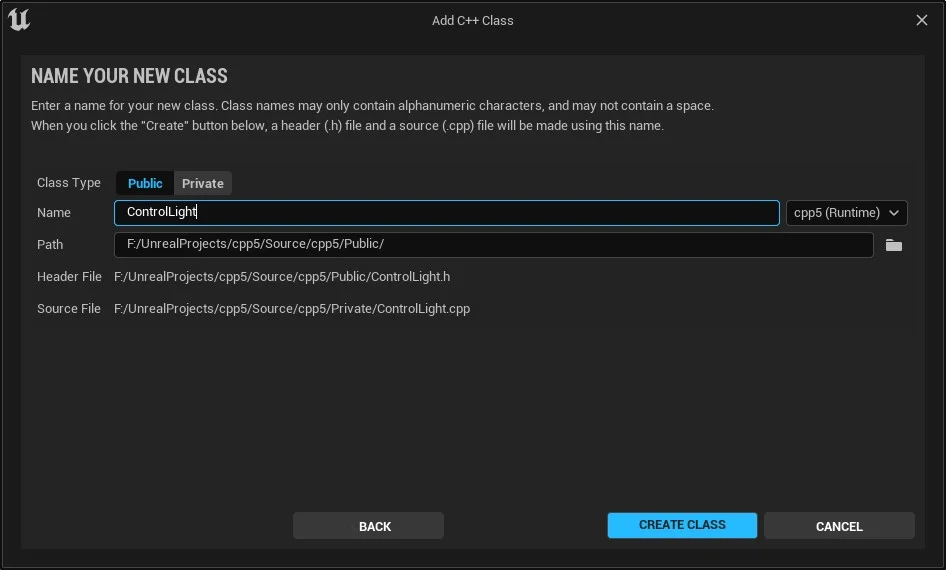 Add C++ Class
NAME YOUR NEW CLASS
Enter a name for your new class. Class names may only contain alphanumeric characters, and may not contain a space.
When you click the "Create" button below, a header (.h) file and a source (.cpp) file will be made using this name.
Class Type Public Private
Name ControlLight cpp5 (Runtime)
Path F:/UnrealProjects/cpp5/Source/cpp5/Public/
Header File F:/UnrealProjects/cpp5/Source/cpp5/Public/ControlLight.h
Source File F:/UnrealProjects/cpp5/Source/cpp5/Private/ControlLight.cpp
BACK CREATE CLASS CANCEL